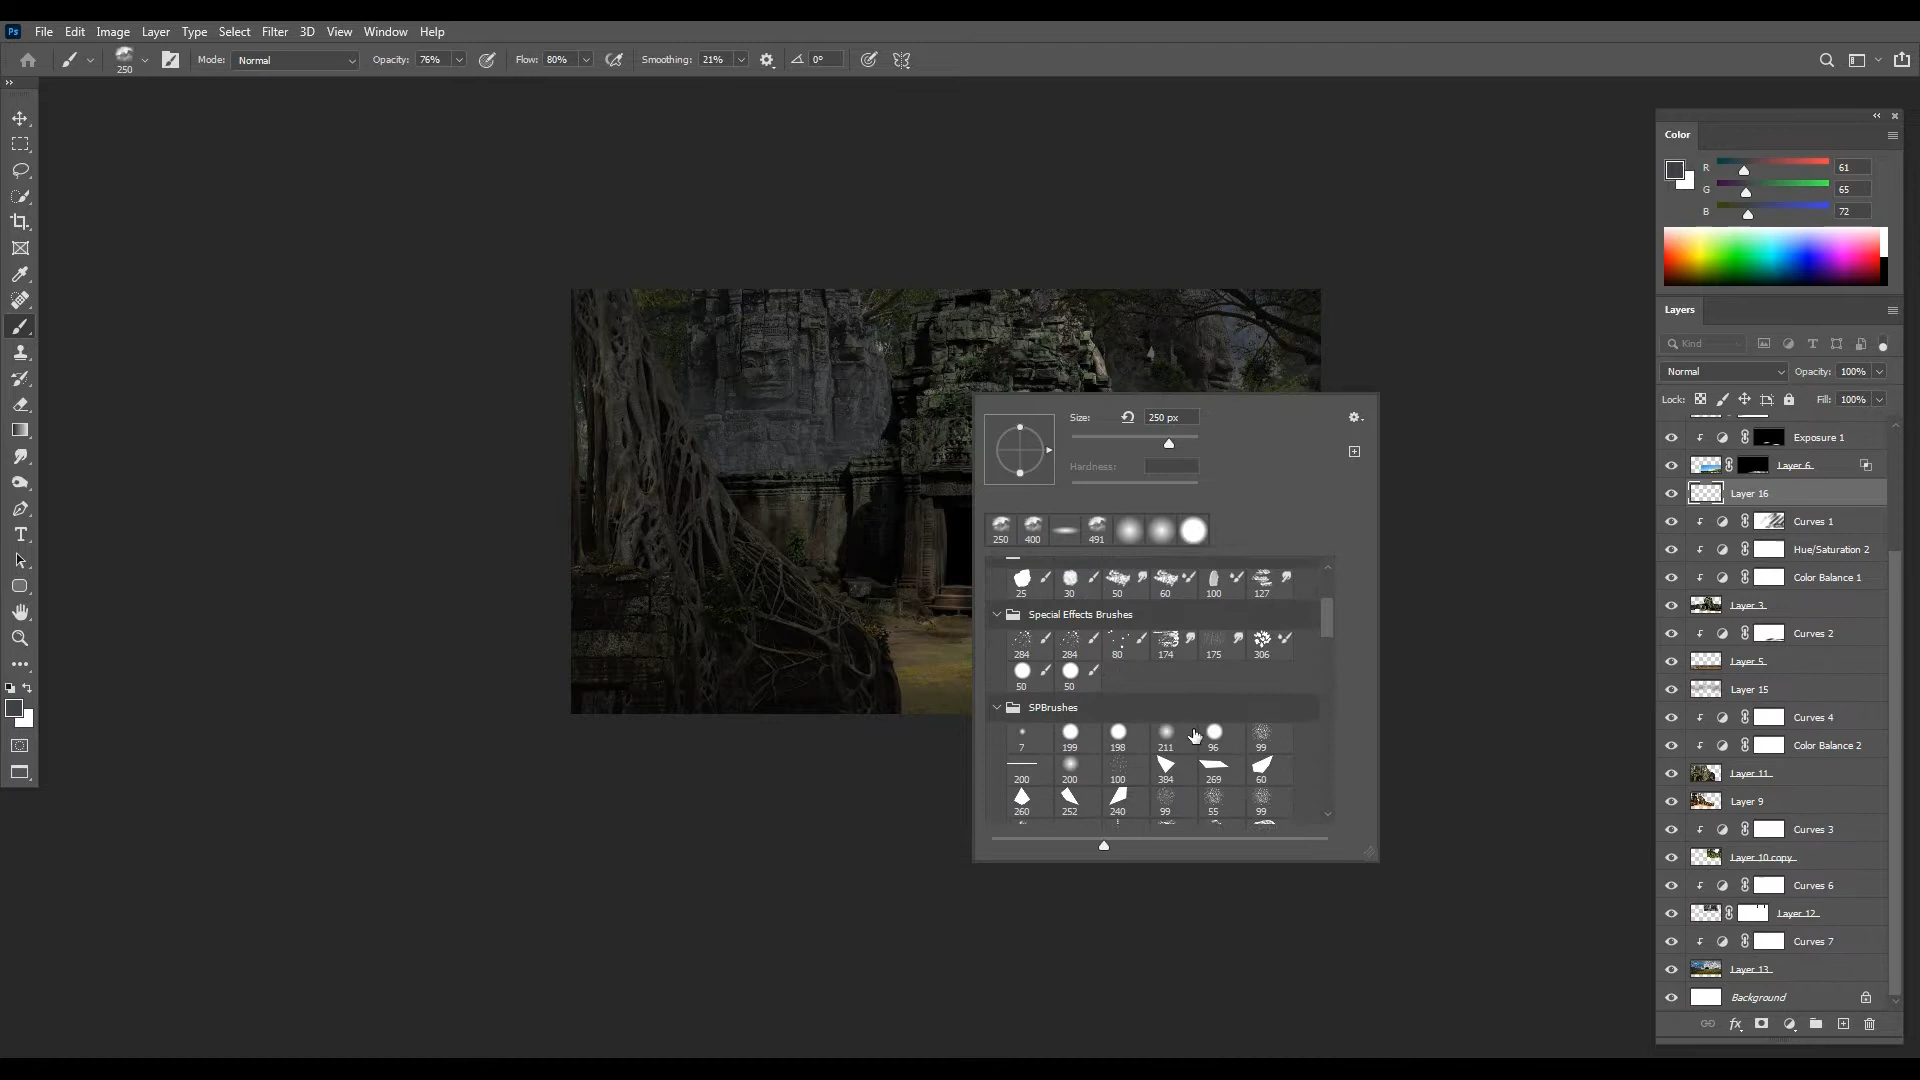 Ps File Edit Image Layer Type Select Filter 3D View Window Help
250 Mode: Normal Opacity: 76% Flow: 80% Smoothing: 21% 0°
Color
R 61
G 65
B 72
Layers
Kind
Normal Opacity: 100%
Lock: Fill: 100%
Exposure 1
Layer 6
Layer 16
Curves 1
Hue/Saturation 2
Color Balance 1
Layer 3
Curves 2
Layer 5
Layer 15
Curves 4
Color Balance 2
Layer 11
Layer 9
Curves 3
Layer 10 copy
Curves 6
Layer 12
Curves 7
Layer 13
Background
fx
Size: 250 px
Hardness:
250 400 491
25 30 50 60 100 127
Special Effects Brushes
284 284 80 174 175 306
50 50
SPBrushes
7 199 198 211 96 99
200 200 100 384 269 60
260 252 240 99 55 99